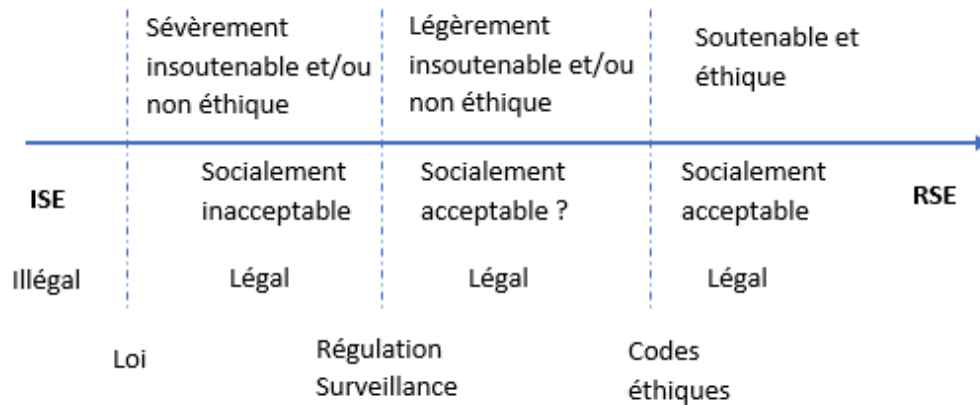 Sévèrement
insoutenable et/ou
non éthique
Légèrement
insoutenable et/ou
non éthique
Soutenable et
éthique
ISE
Socialement
inacceptable
Socialement
acceptable ?
Socialement
acceptable
RSE
Illégal
Légal
Légal
Légal
Loi
Régulation
Surveillance
Codes
éthiques